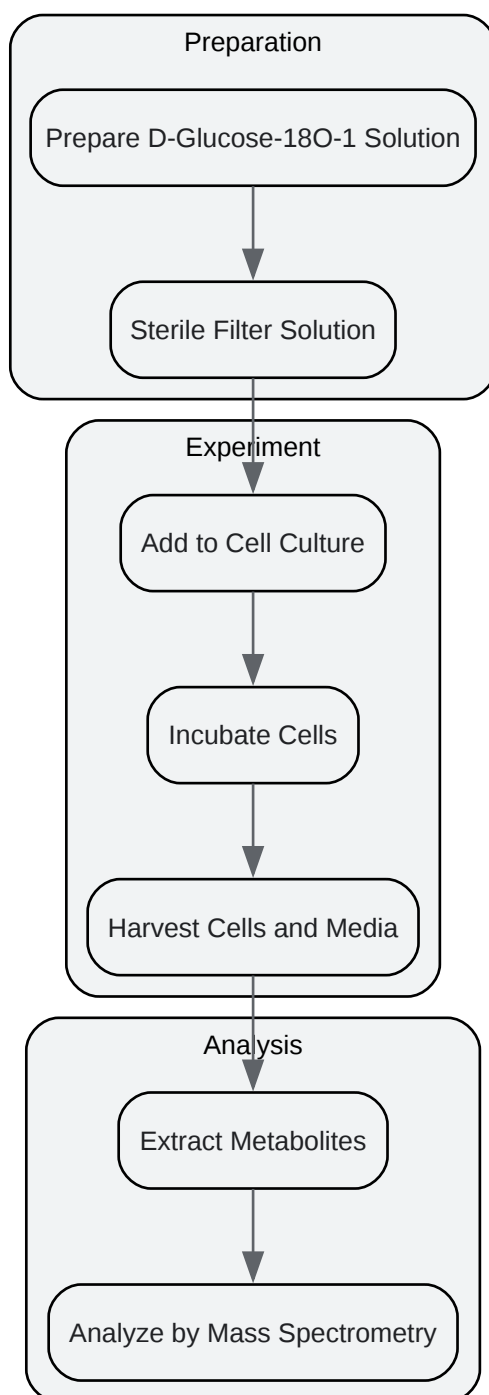 Preparation
Prepare D-Glucose-18O-1 Solution
Sterile Filter Solution
Experiment
Add to Cell Culture
Incubate Cells
Harvest Cells and Media
Analysis
Extract Metabolites
Analyze by Mass Spectrometry